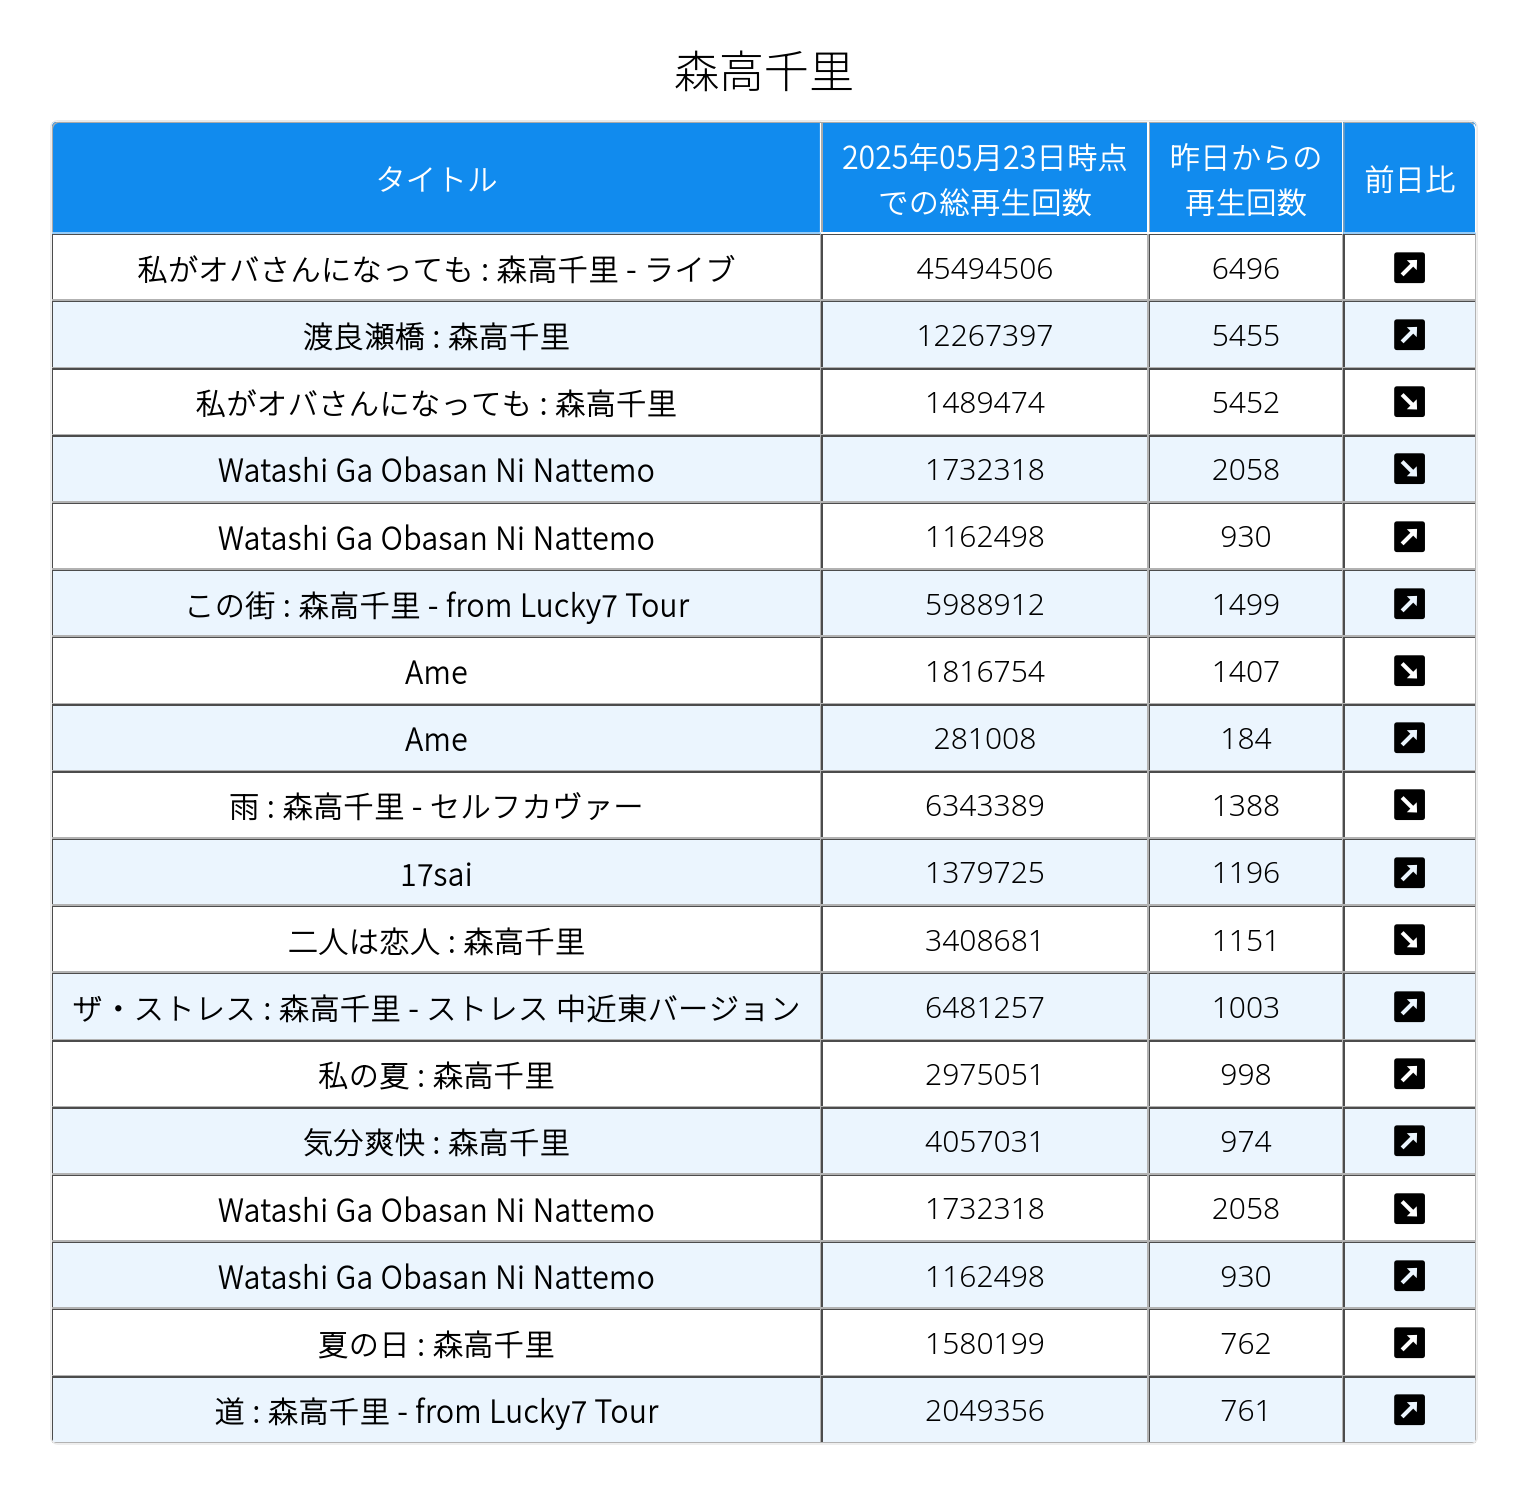 森高千里
タイトル
2025年05月23日時点
での総再生回数
昨日からの
再生回数
前日比
私がオバさんになっても : 森高千里 - ライブ 45494506 6496
渡良瀬橋 : 森高千里 12267397 5455
私がオバさんになっても : 森高千里 1489474 5452
Watashi Ga Obasan Ni Nattemo 1732318 2058
Watashi Ga Obasan Ni Nattemo 1162498 930
この街 : 森高千里 - from Lucky7 Tour 5988912 1499
Ame 1816754 1407
Ame 281008 184
雨 : 森高千里 - セルフカヴァー 6343389 1388
17sai 1379725 1196
二人は恋人 : 森高千里 3408681 1151
ザ・ストレス : 森高千里 - ストレス 中近東バージョン 6481257 1003
私の夏 : 森高千里 2975051 998
気分爽快 : 森高千里 4057031 974
Watashi Ga Obasan Ni Nattemo 1732318 2058
Watashi Ga Obasan Ni Nattemo 1162498 930
夏の日 : 森高千里 1580199 762
道 : 森高千里 - from Lucky7 Tour 2049356 761